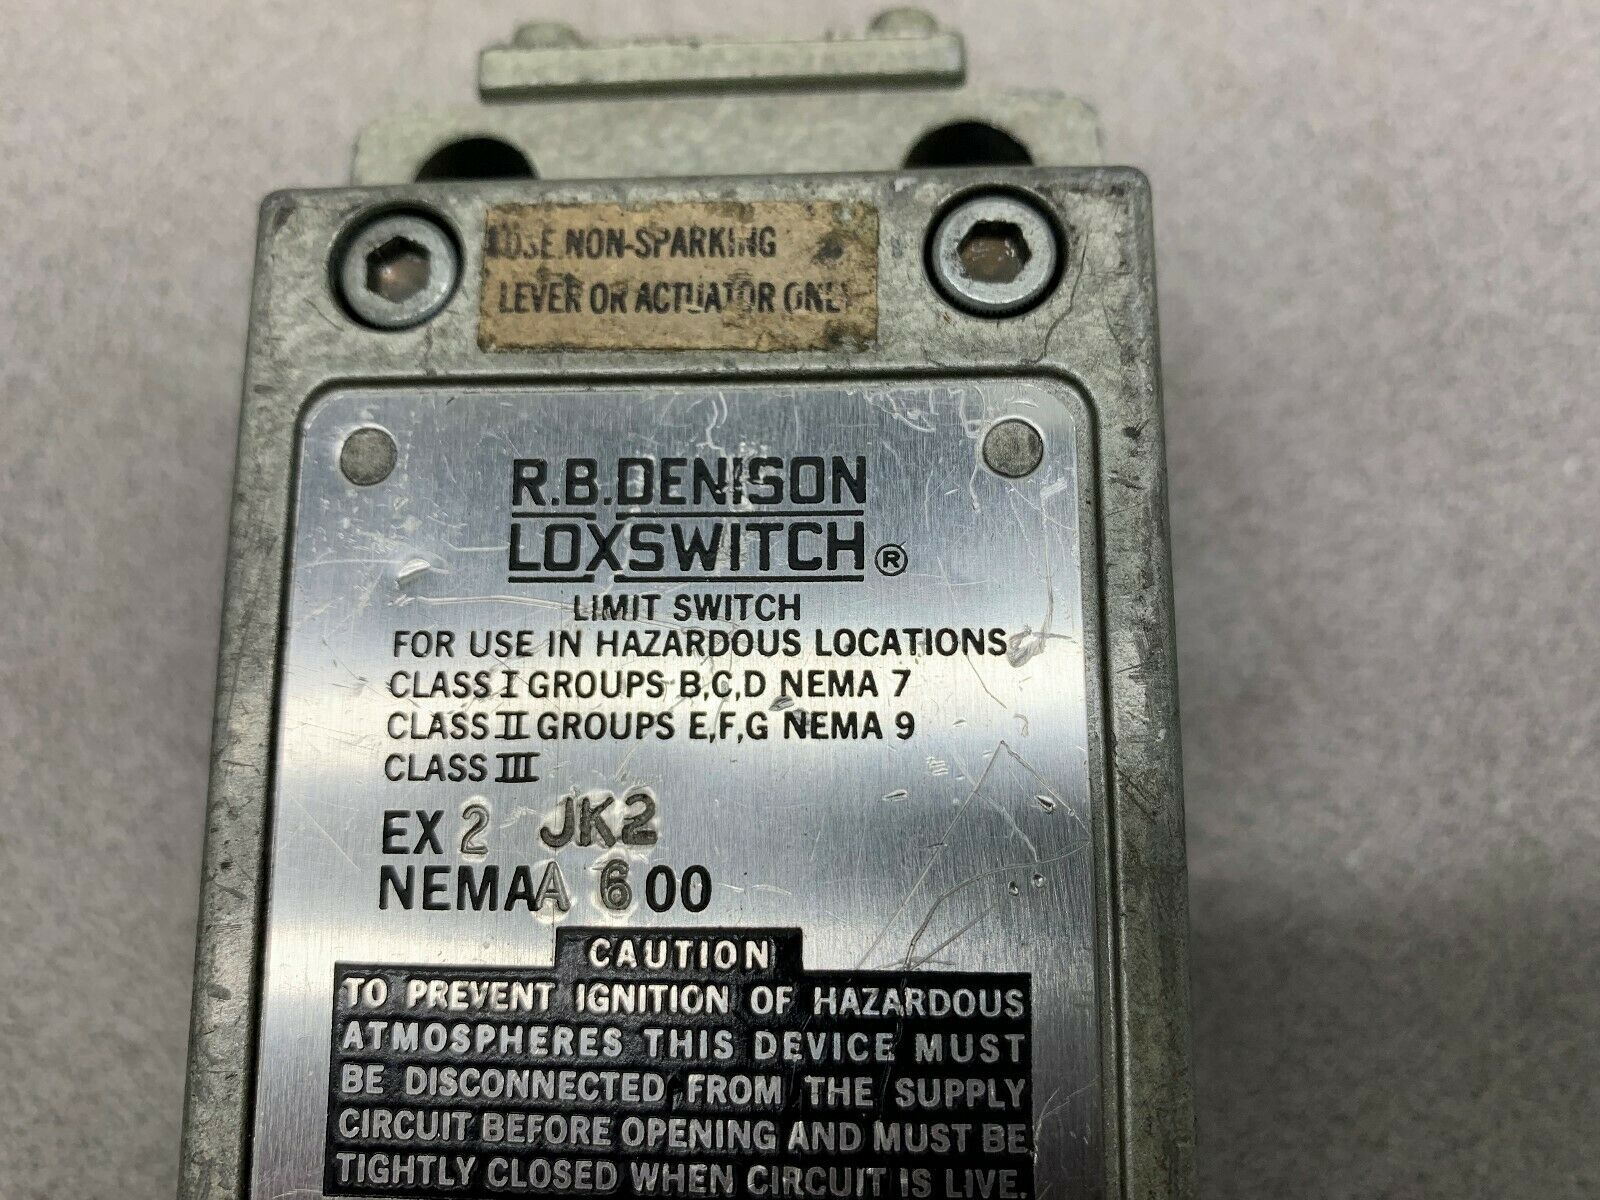 USE NON-SPARKING
LEVER OR ACTUATOR ONLY
R.B.DENISON
LOXSWITCH®
LIMIT SWITCH
FOR USE IN HAZARDOUS LOCATIONS
CLASS I GROUPS B,C,D NEMA 7
CLASS II GROUPS E,F,G NEMA 9
CLASS III
EX 2 JK2
NEMA A 600
CAUTION
TO PREVENT IGNITION OF HAZARDOUS
ATMOSPHERES THIS DEVICE MUST
BE DISCONNECTED FROM THE SUPPLY
CIRCUIT BEFORE OPENING AND MUST BE
TIGHTLY CLOSED WHEN CIRCUIT IS LIVE.